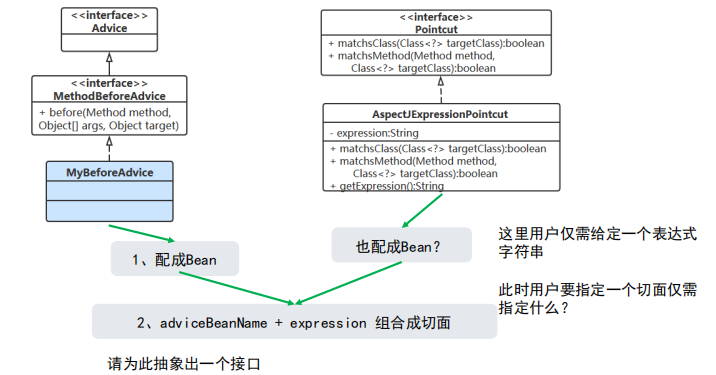 <<interface>>
Advice
<<interface>>
MethodBeforeAdvice
+ before(Method method,
Object[] args, Object target)
MyBeforeAdvice
<<interface>>
Pointcut
+ matchsClass(Class<?> targetClass):boolean
+ matchsMethod(Method method,
Class<?> targetClass):boolean
AspectJExpressionPointcut
- expression:String
+ matchsClass(Class<?> targetClass):boolean
+ matchsMethod(Method method,
Class<?> targetClass):boolean
+ getExpression():String
1、配成Bean
也配成Bean？
这里用户仅需给定一个表达式
字符串
此时用户要指定一个切面仅需
指定什么？
2、adviceBeanName + expression 组合成切面
请为此抽象出一个接口